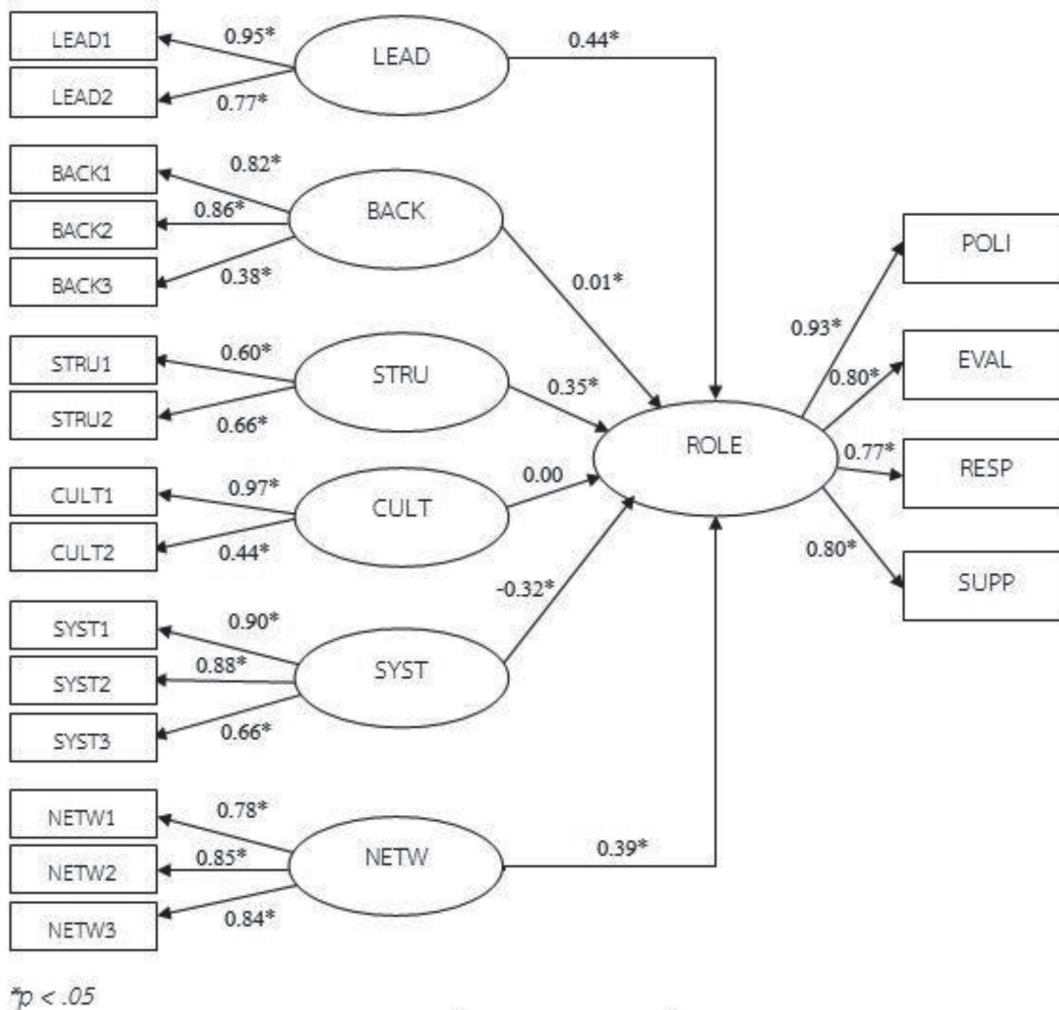 LEAD1
0.95*
LEAD
0.44*
LEAD2
0.77*
BACK1
0.82*
BACK
BACK2
0.86*
BACK3
0.38*
0.01*
POLI
0.93*
STRU1
0.60*
STRU
STRU2
0.66*
0.35*
EVAL
0.80*
ROLE
0.77*
RESP
CULT1
0.97*
CULT
0.00
CULT2
0.44*
0.80*
SUPP
-0.32*
SYST1
0.90*
SYST
SYST2
0.88*
SYST3
0.66*
NETW1
0.78*
NETW
0.39*
NETW2
0.85*
NETW3
0.84*
*p < .05